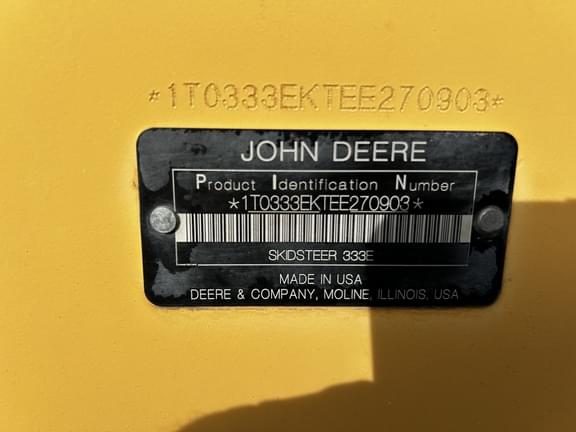 *1T0333EKTEE270903*
JOHN DEERE
Product Identification Number
*1T0333EKTEE270903*
SKIDSTEER 333E
MADE IN USA
DEERE & COMPANY, MOLINE, ILLINOIS, USA